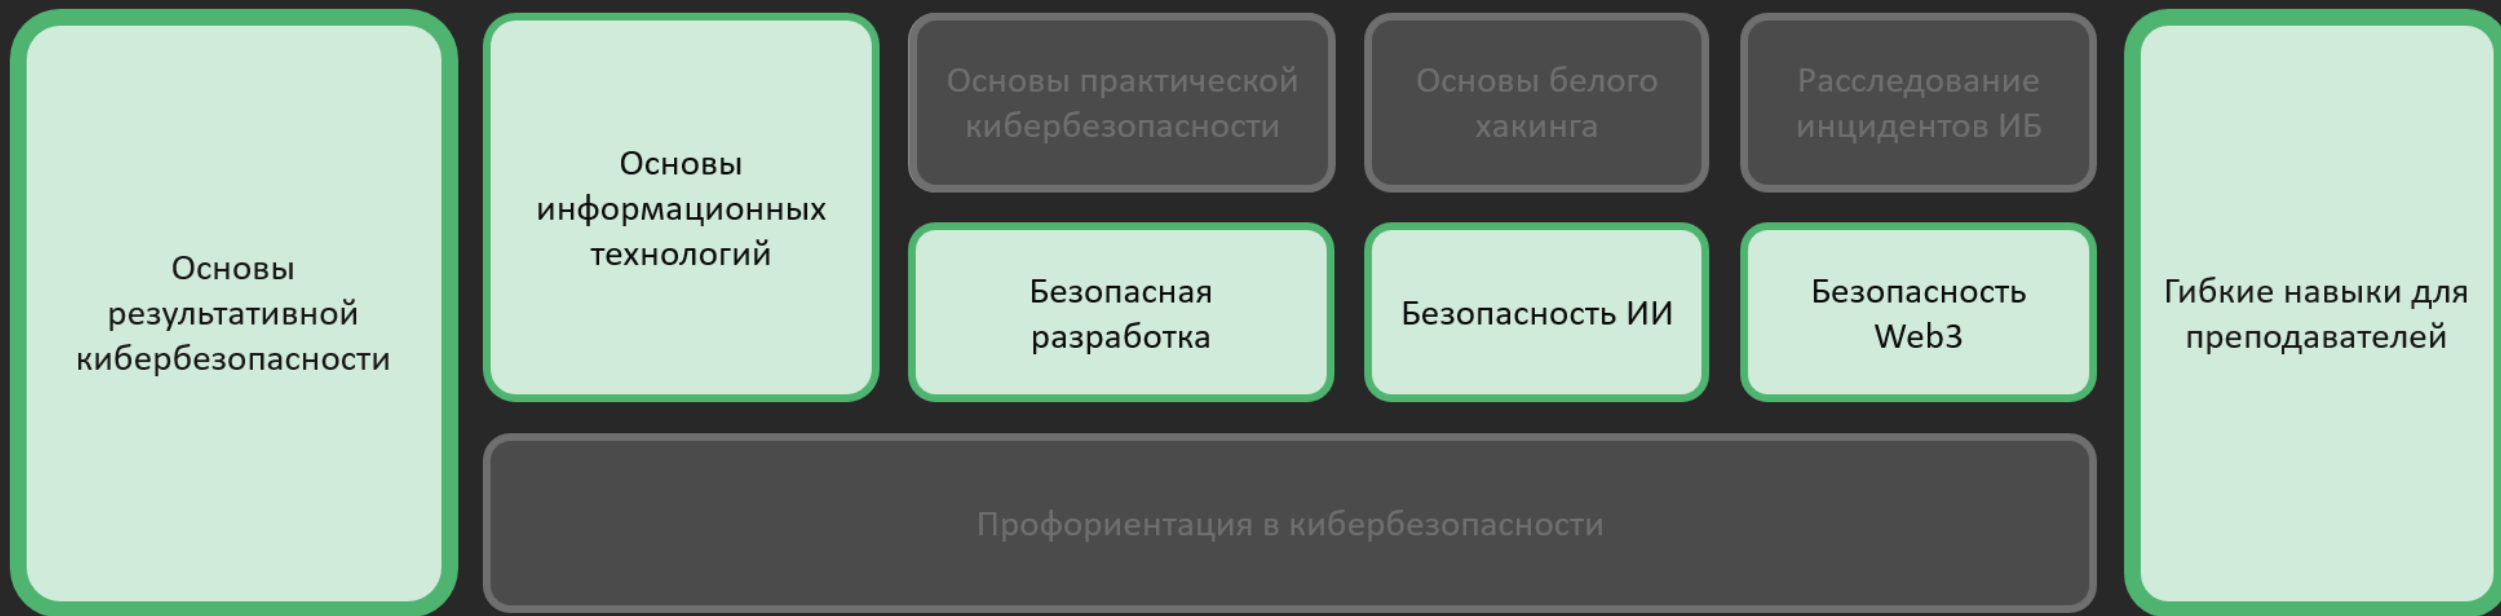 Основы
результативной
кибербезопасности
Основы
информационных
технологий
Основы практической
кибербезопасности
Основы белого
хакинга
Расследование
инцидентов ИБ
Безопасная
разработка
Безопасность ИИ
Безопасность
Web3
Профориентация в кибербезопасности
Гибкие навыки для
преподавателей